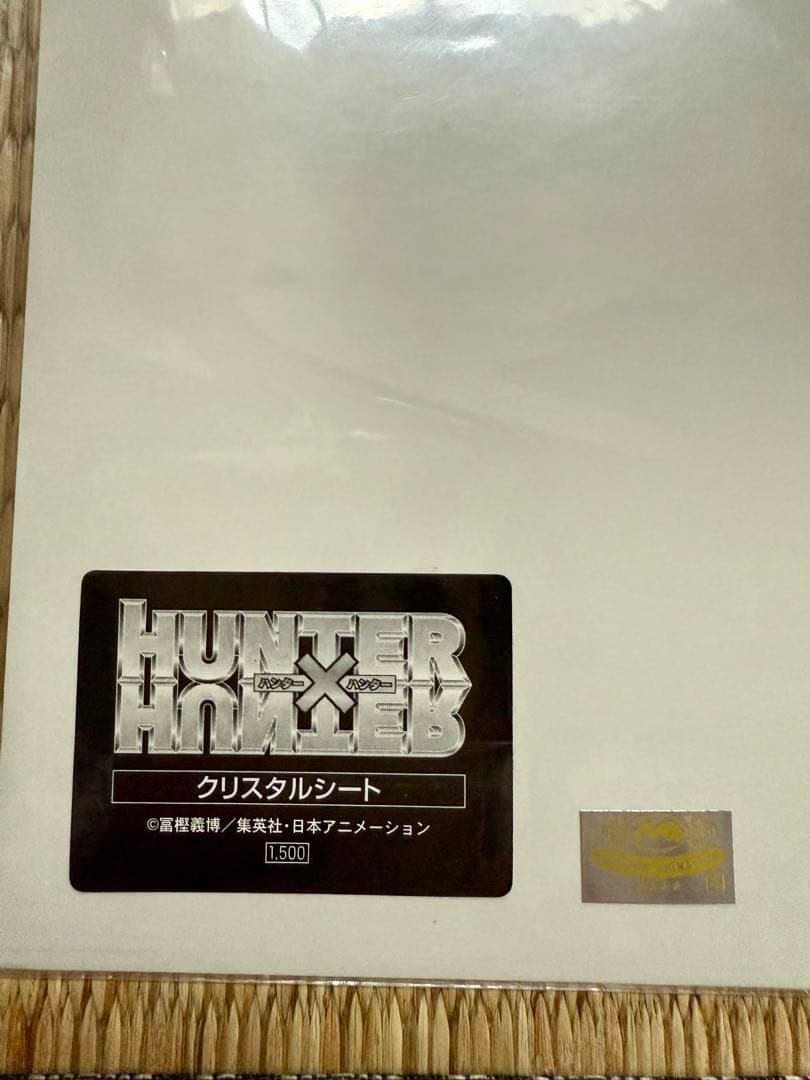 HUNTER
ハンター×ハンター
HUNTER
クリスタルシート
©冨樫義博／集英社・日本アニメーション
1,500